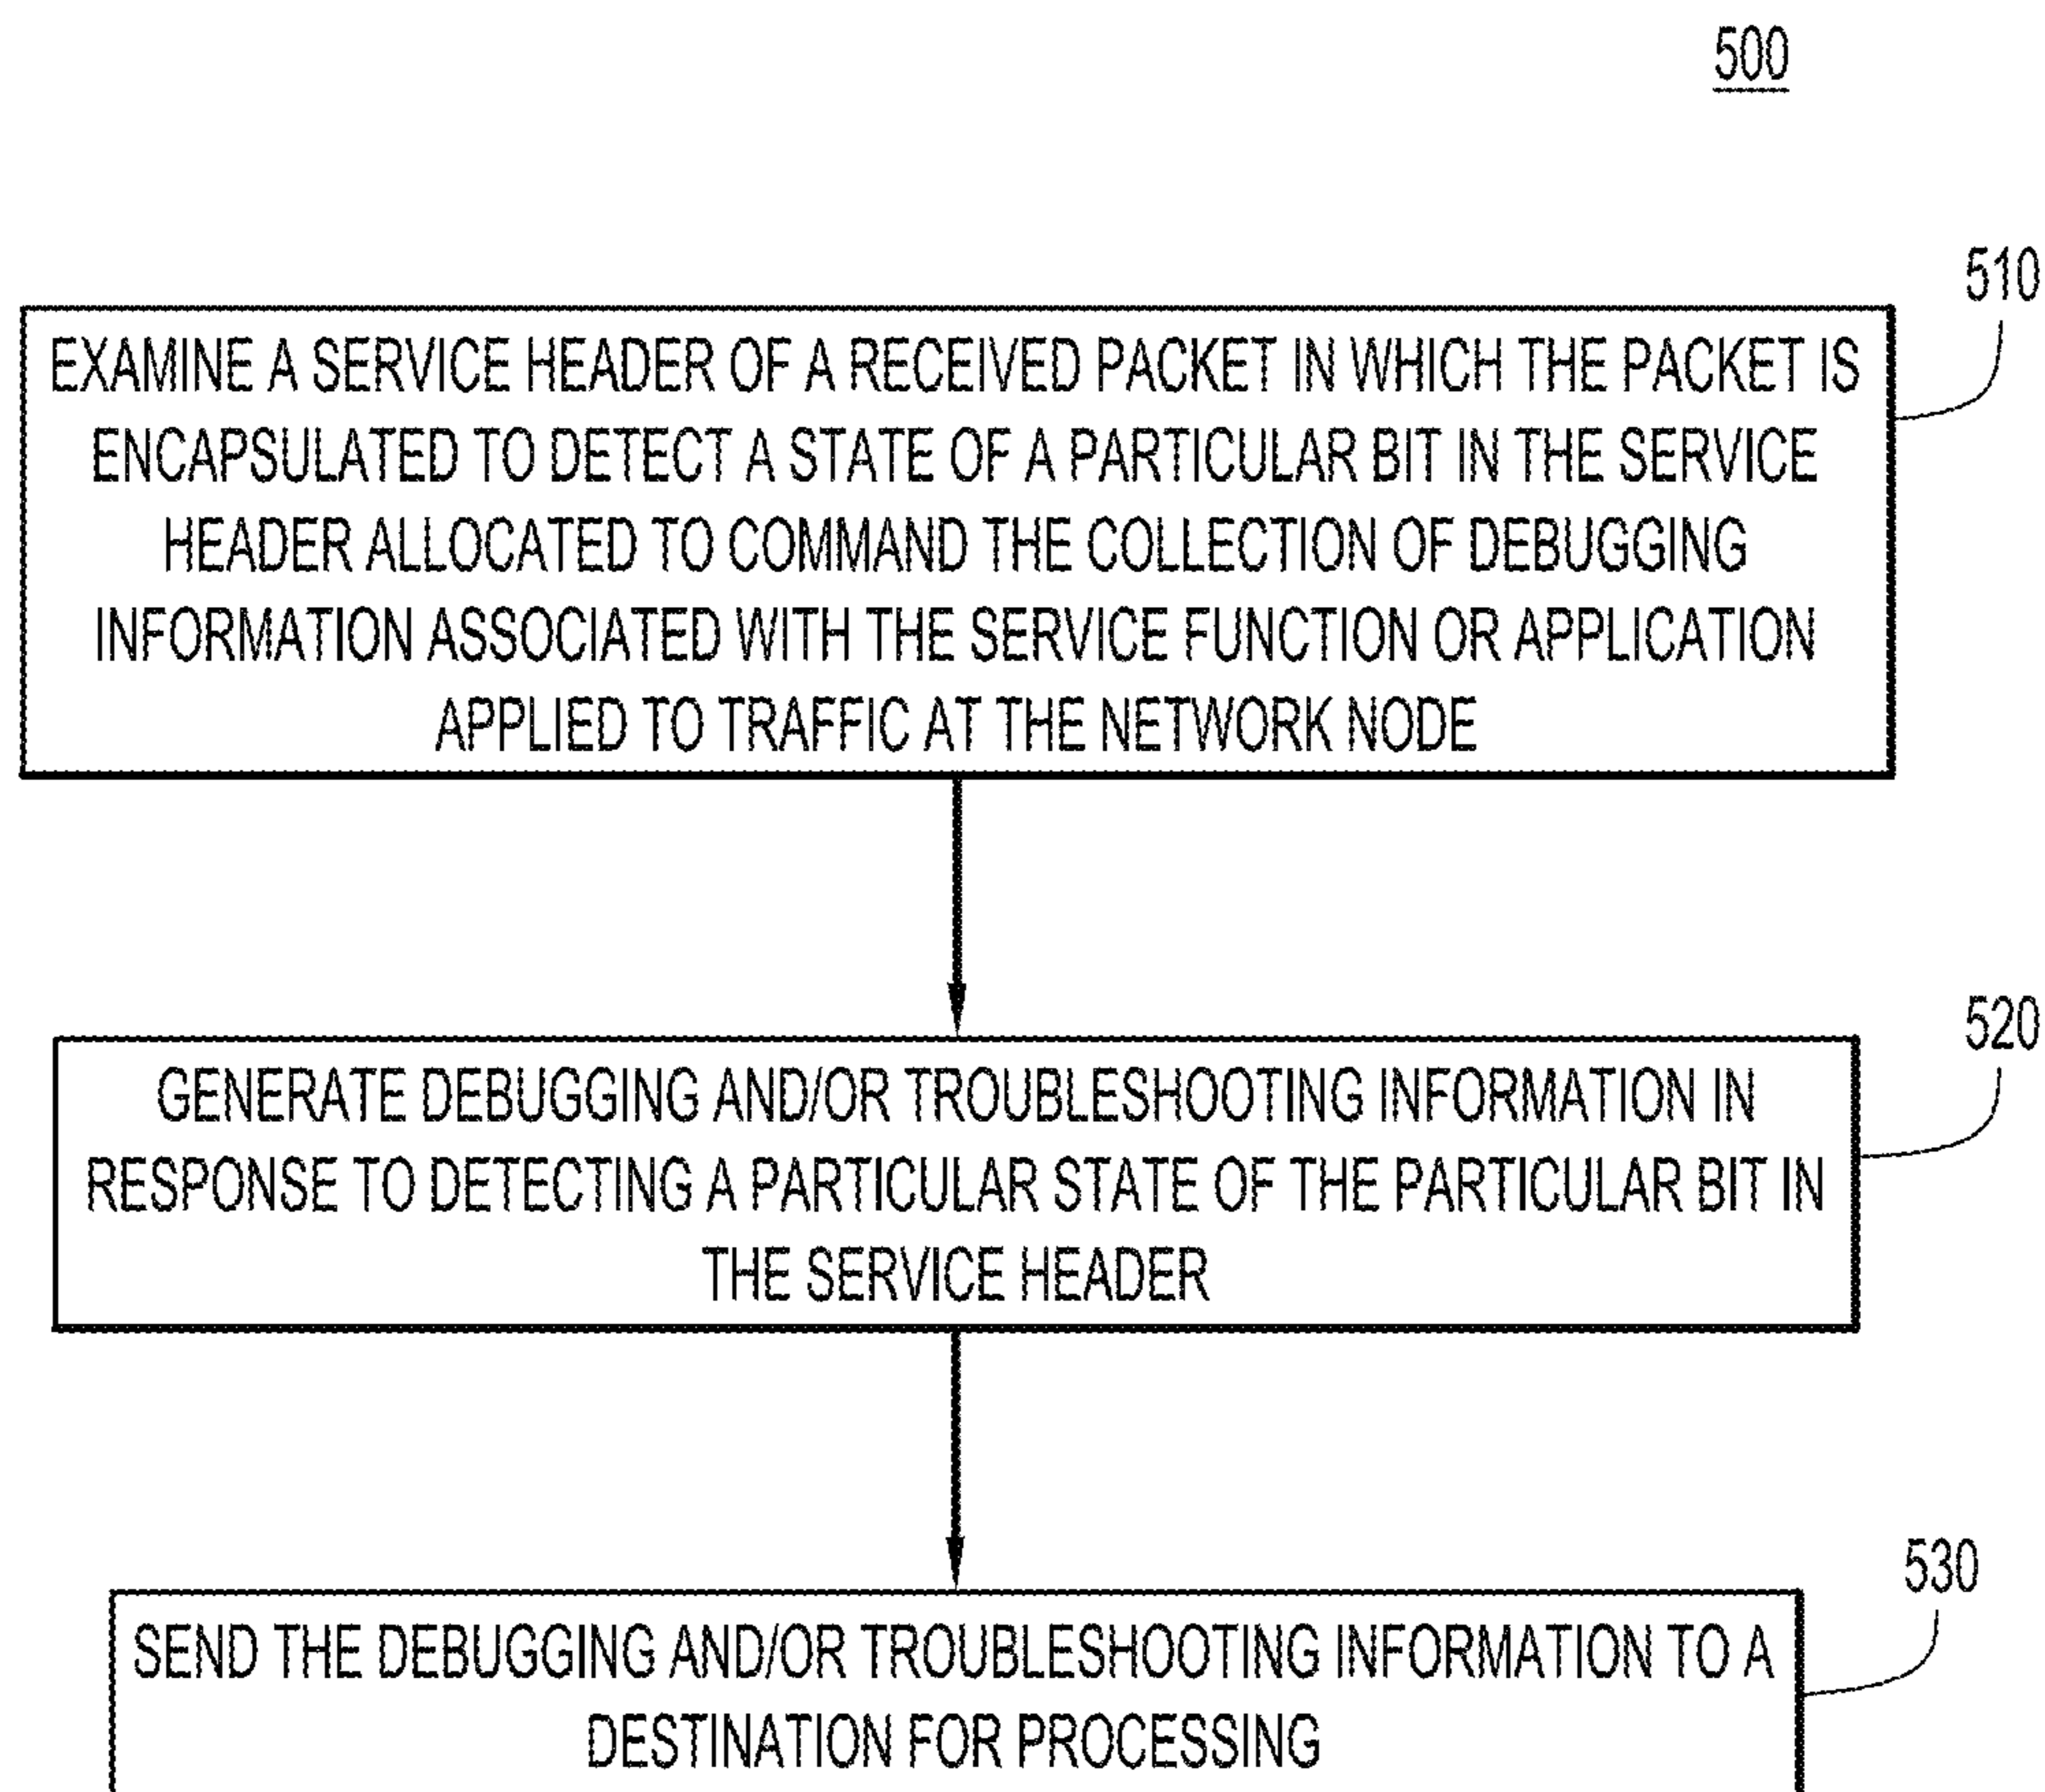 500
510
EXAMINE A SERVICE HEADER OF A RECEIVED PACKET IN WHICH THE PACKET IS
ENCAPSULATED TO DETECT A STATE OF A PARTICULAR BIT IN THE SERVICE
HEADER ALLOCATED TO COMMAND THE COLLECTION OF DEBUGGING
INFORMATION ASSOCIATED WITH THE SERVICE FUNCTION OR APPLICATION
APPLIED TO TRAFFIC AT THE NETWORK NODE
520
GENERATE DEBUGGING AND/OR TROUBLESHOOTING INFORMATION IN
RESPONSE TO DETECTING A PARTICULAR STATE OF THE PARTICULAR BIT IN
THE SERVICE HEADER
530
SEND THE DEBUGGING AND/OR TROUBLESHOOTING INFORMATION TO A
DESTINATION FOR PROCESSING